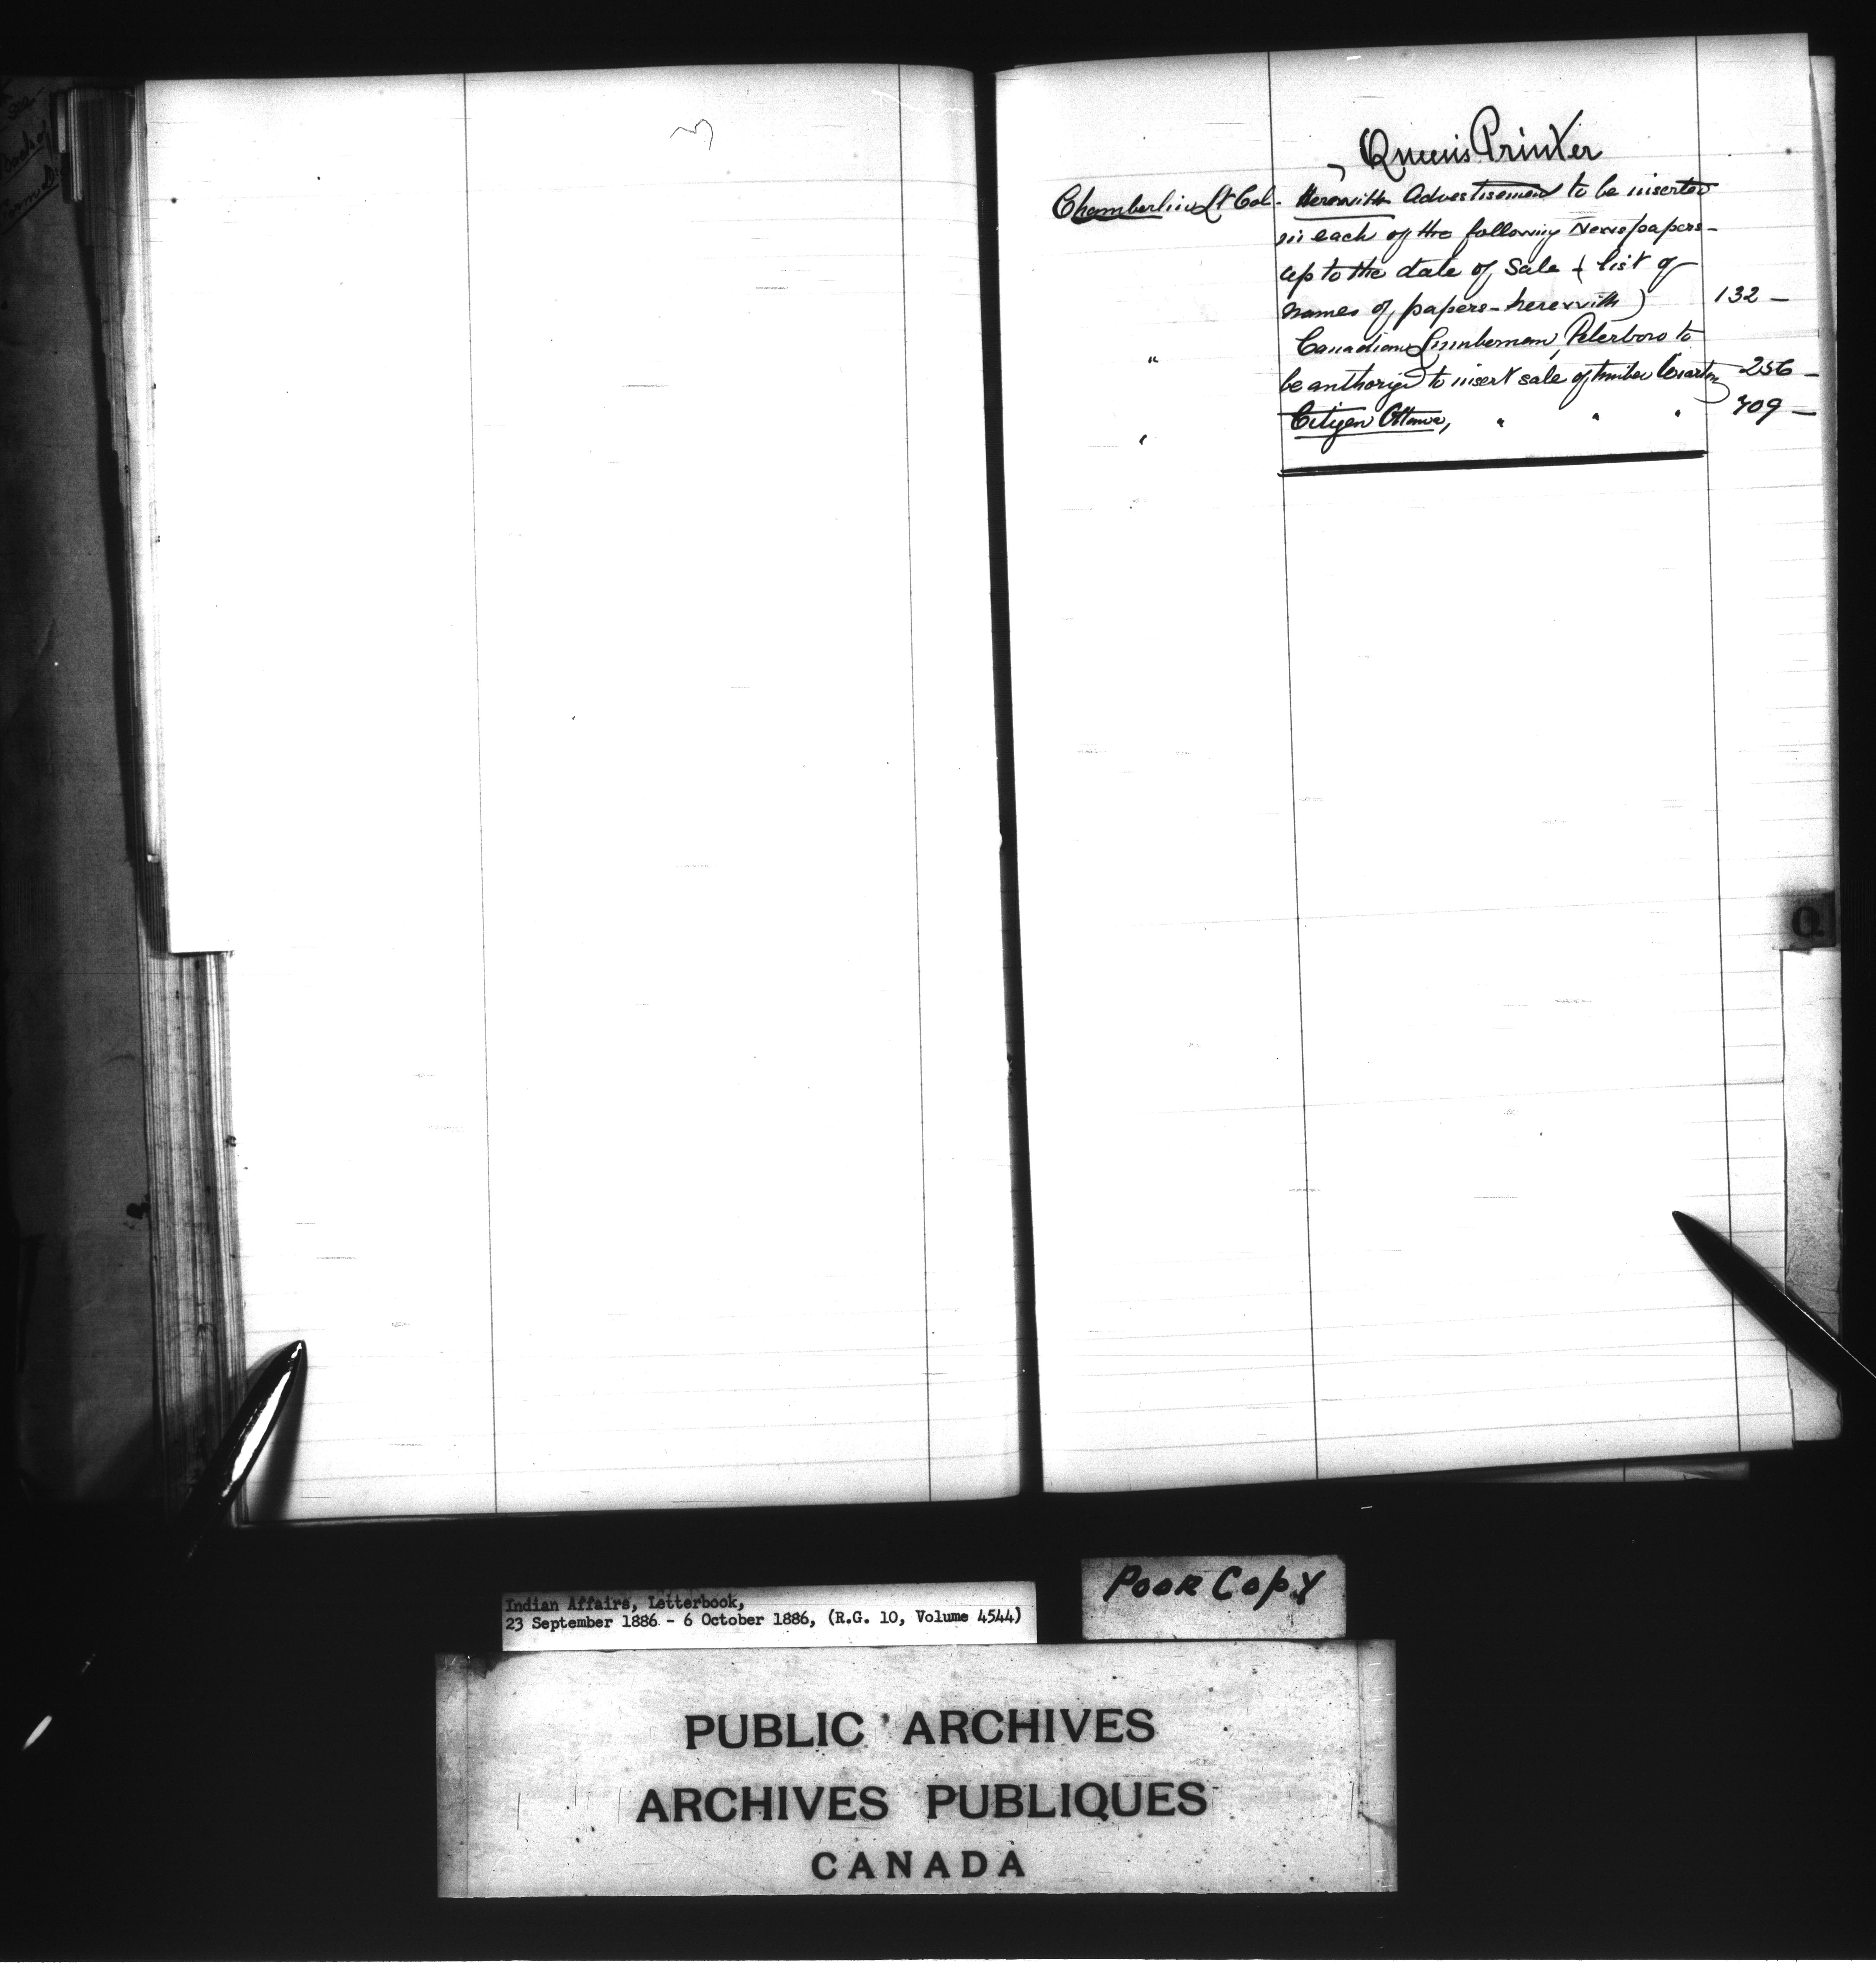 Queens Printer
Chamberlin Lt Col. Herewith Advertisement to be inserted
in each of the following Newspapers -
up to the date of Sale ( list of
names of papers - herewith ) 132 -
" Canadian Lumberman, Peterboro to
be authorized to insert sale of timber Wiarton 256 -
" Citizen Ottawa, " " " 709 -
Q
Indian Affairs, Letterbook,
23 September 1886 - 6 October 1886, (R.G. 10, Volume 4544)
Poor Copy
PUBLIC ARCHIVES
ARCHIVES PUBLIQUES
CANADA